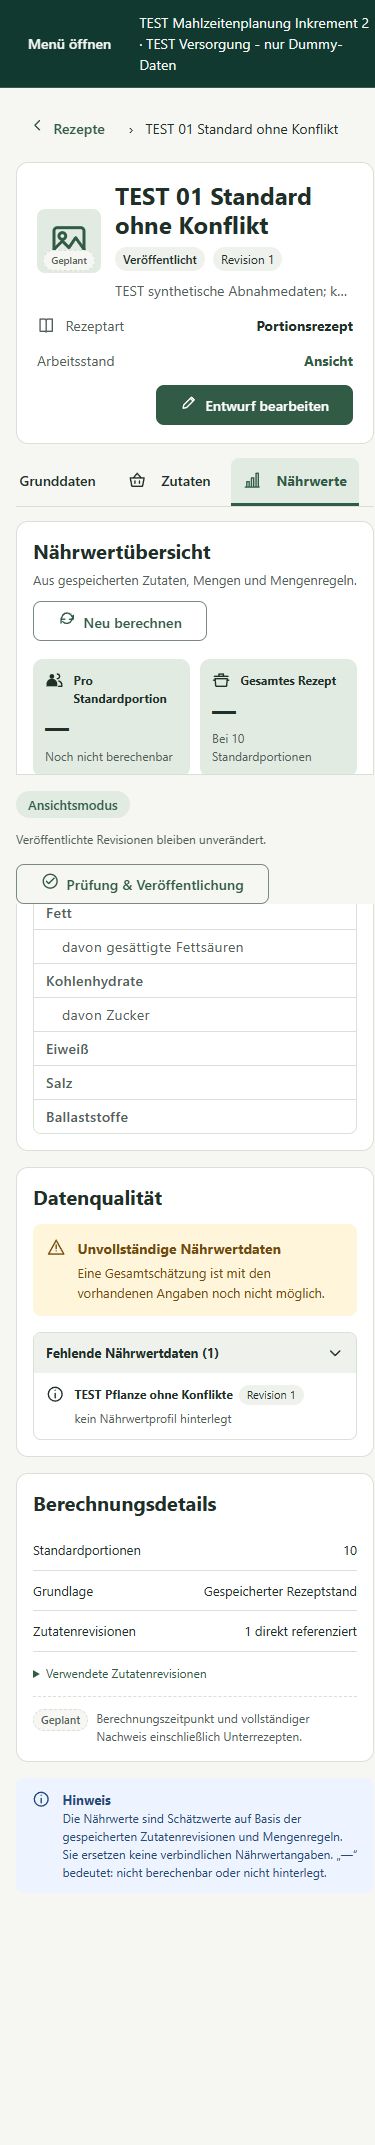 Menü öffnen
TEST Mahlzeitenplanung Inkrement 2
· TEST Versorgung - nur Dummy-
Daten
Rezepte › TEST 01 Standard ohne Konflikt
Geplant
TEST 01 Standard
ohne Konflikt
Veröffentlicht Revision 1
TEST synthetische Abnahmedaten; k...
Rezeptart Portionsrezept
Arbeitsstand Ansicht
Entwurf bearbeiten
Grunddaten Zutaten Nährwerte
Nährwertübersicht
Aus gespeicherten Zutaten, Mengen und Mengenregeln.
Neu berechnen
Pro
Standardportion
—
Noch nicht berechenbar
Gesamtes Rezept
—
Bei 10
Standardportionen
Ansichtsmodus
Veröffentlichte Revisionen bleiben unverändert.
Prüfung & Veröffentlichung
Fett
davon gesättigte Fettsäuren
Kohlenhydrate
davon Zucker
Eiweiß
Salz
Ballaststoffe
Datenqualität
Unvollständige Nährwertdaten
Eine Gesamtschätzung ist mit den
vorhandenen Angaben noch nicht möglich.
Fehlende Nährwertdaten (1)
TEST Pflanze ohne Konflikte Revision 1
kein Nährwertprofil hinterlegt
Berechnungsdetails
Standardportionen 10
Grundlage Gespeicherter Rezeptstand
Zutatenrevisionen 1 direkt referenziert
Verwendete Zutatenrevisionen
Geplant
Berechnungszeitpunkt und vollständiger
Nachweis einschließlich Unterrezepten.
Hinweis
Die Nährwerte sind Schätzwerte auf Basis der
gespeicherten Zutatenrevisionen und Mengenregeln.
Sie ersetzen keine verbindlichen Nährwertangaben. „—“
bedeutet: nicht berechenbar oder nicht hinterlegt.